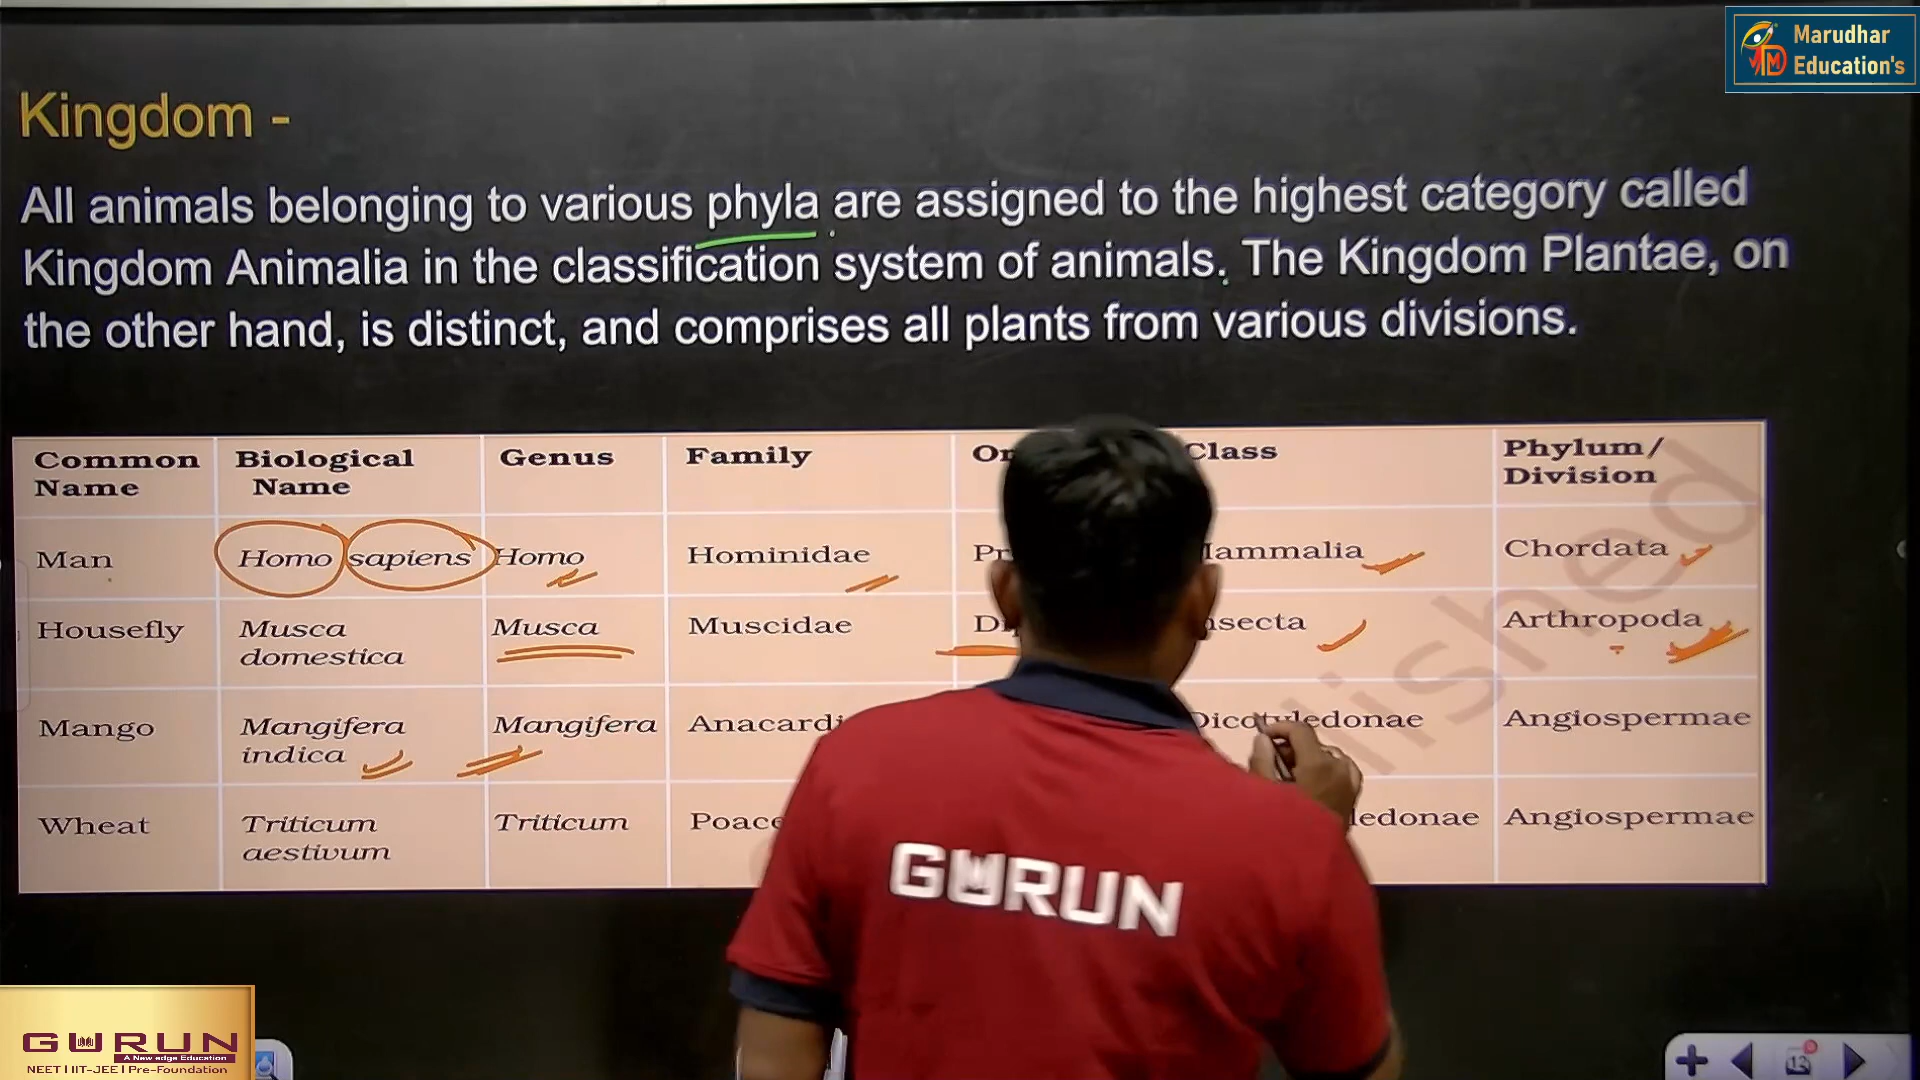 Marudhar
Education's
Kingdom -
All animals belonging to various phyla are assigned to the highest category called
Kingdom Animalia in the classification system of animals. The Kingdom Plantae, on
the other hand, is distinct, and comprises all plants from various divisions.
Common Name Biological Name Genus Family Class Phylum/ Division
Man Homo sapiens Homo Hominidae Chordata
Housefly Musca domestica Musca Muscidae Arthropoda
Mango Mangifera indica Mangifera Dicotyledonae Angiospermae
Wheat Triticum aestivum Triticum Angiospermae
GURUN
GURUN
A New edge Education
NEET | IIT-JEE | Pre-Foundation
12